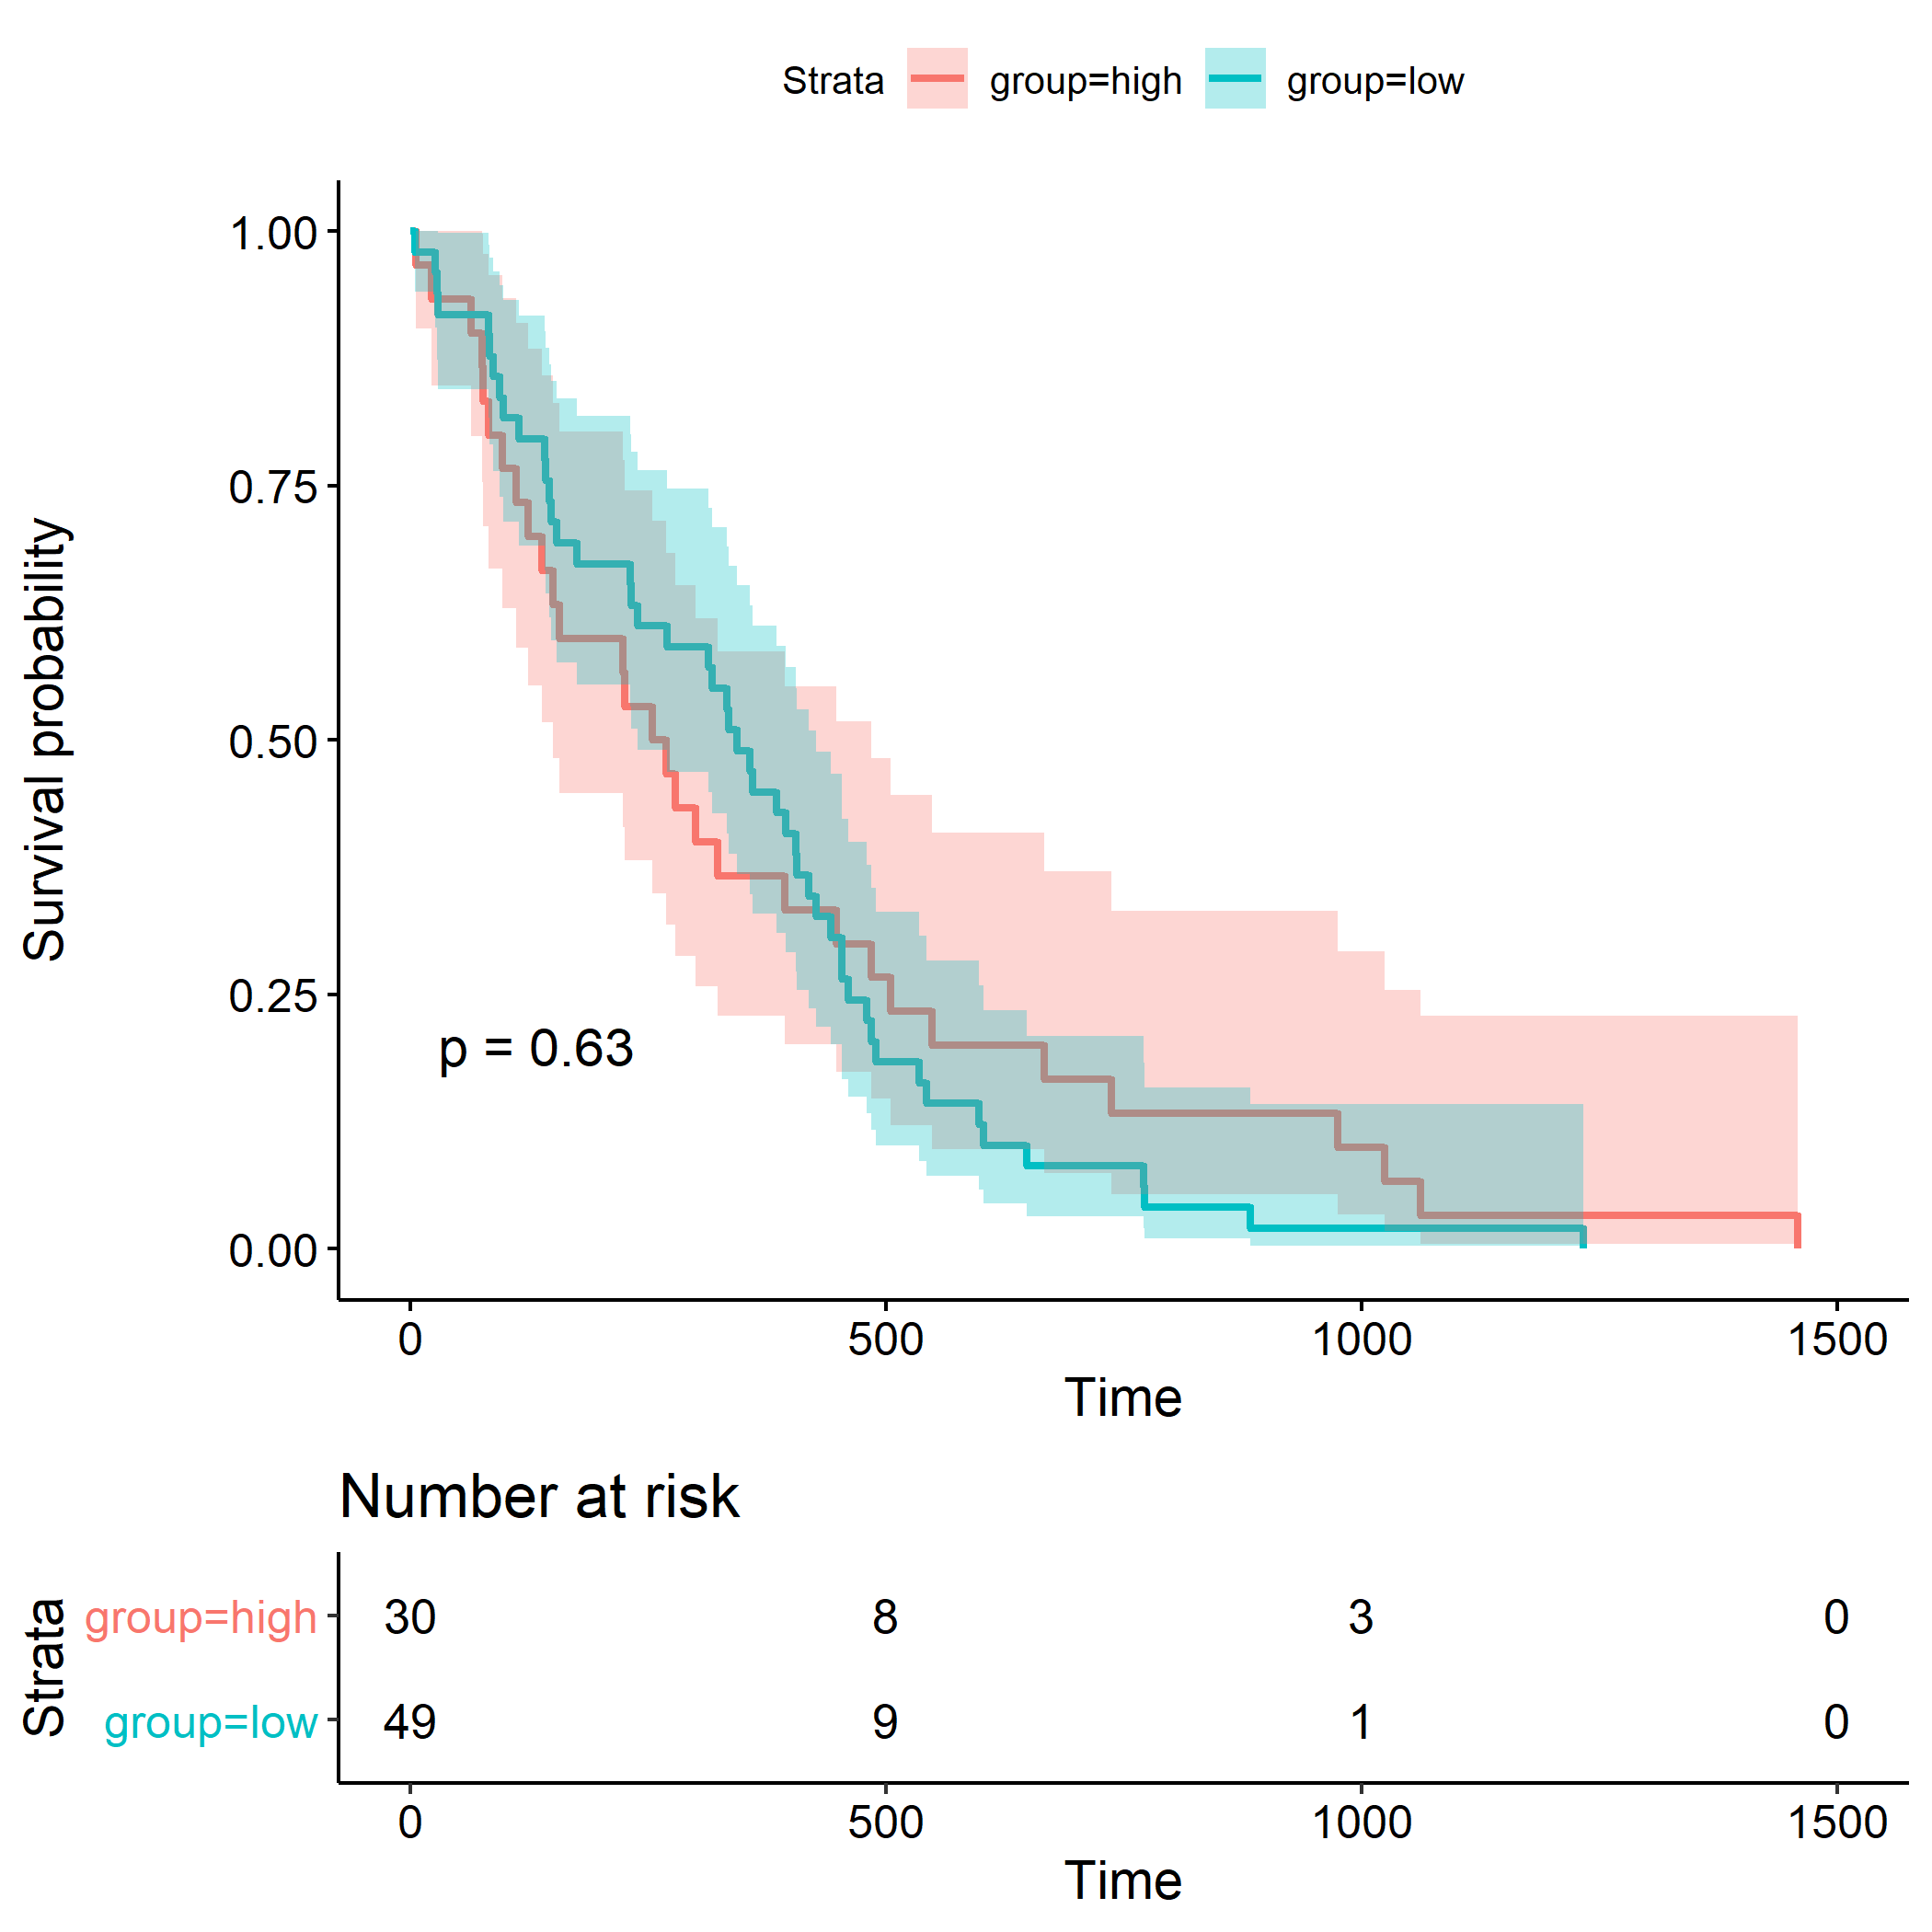 Strata group=high group=low
1.00
0.75
0.50
0.25
0.00
Survival probability
p = 0.63
0 500 1000 1500
Time
Number at risk
Strata
group=high 30 8 3 0
group=low 49 9 1 0
0 500 1000 1500
Time